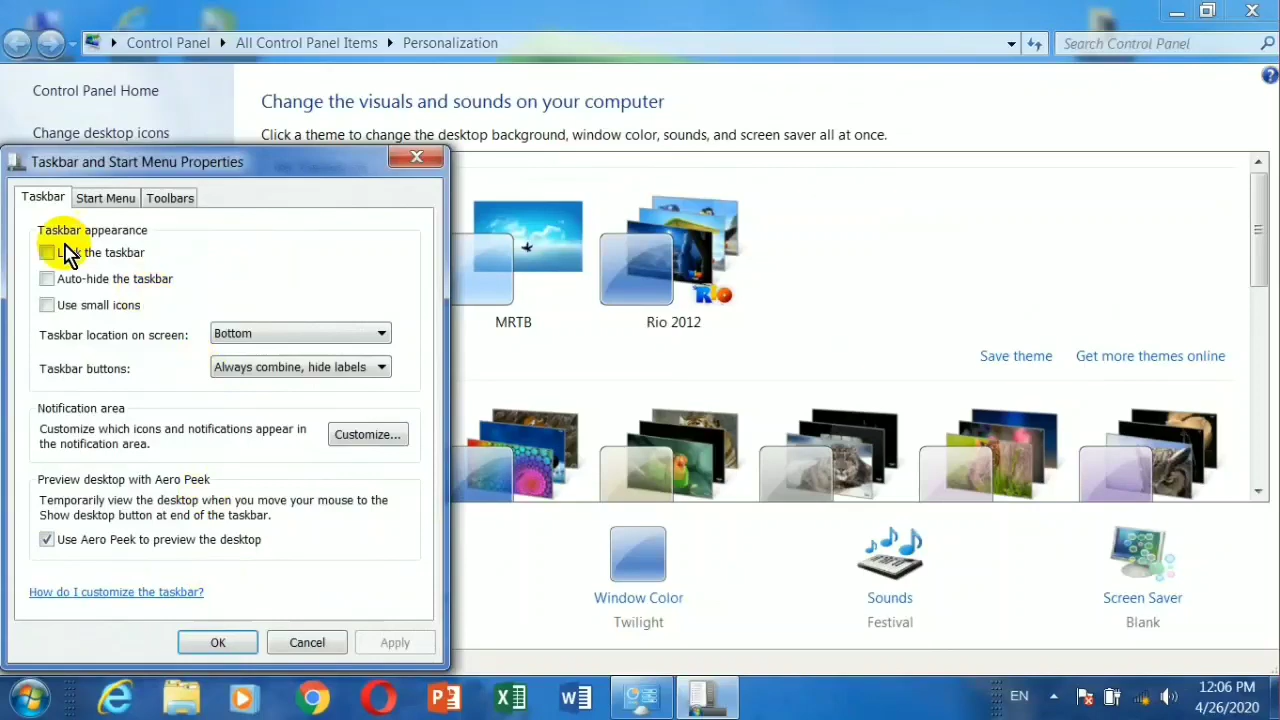 Control Panel
All Control Panel Items
Personalization
Search Control Panel
Control Panel Home
Change desktop icons
Change the visuals and sounds on your computer
Click a theme to change the desktop background, window color, sounds, and screen saver all at once.
Taskbar and Start Menu Properties
Taskbar
Start Menu
Toolbars
Taskbar appearance
the taskbar
Auto-hide the taskbar
Use small icons
Taskbar location on screen:
Bottom
Taskbar buttons:
Always combine, hide labels
Notification area
Customize which icons and notifications appear in
the notification area.
Customize...
Preview desktop with Aero Peek
Temporarily view the desktop when you move your mouse to the
Show desktop button at end of the taskbar.
Use Aero Peek to preview the desktop
How do I customize the taskbar?
OK
Cancel
Apply
RIO
MRTB
Rio 2012
Save theme
Get more themes online
Window Color
Twilight
Sounds
Festival
Screen Saver
Blank
EN
12:06 PM
4/26/2020